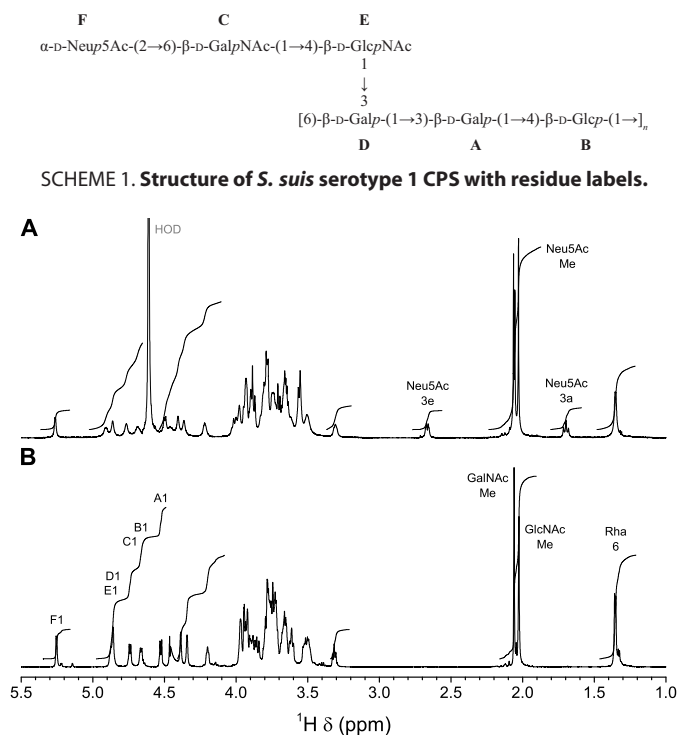 F C E
α-D-Neup5Ac-(2→6)-β-D-GalpNAc-(1→4)-β-D-GlcpNAc
1
↓
3
[6)-β-D-Galp-(1→3)-β-D-Galp-(1→4)-β-D-Glcp-(1→]n
D A B
SCHEME 1. Structure of S. suis serotype 1 CPS with residue labels.
A
HOD
Neu5Ac
Me
Neu5Ac
3e
Neu5Ac
3a
B
F1
D1
E1
B1
C1
A1
GalNAc
Me
GlcNAc
Me
Rha
6
5.5 5.0 4.5 4.0 3.5 3.0 2.5 2.0 1.5 1.0
1H δ (ppm)